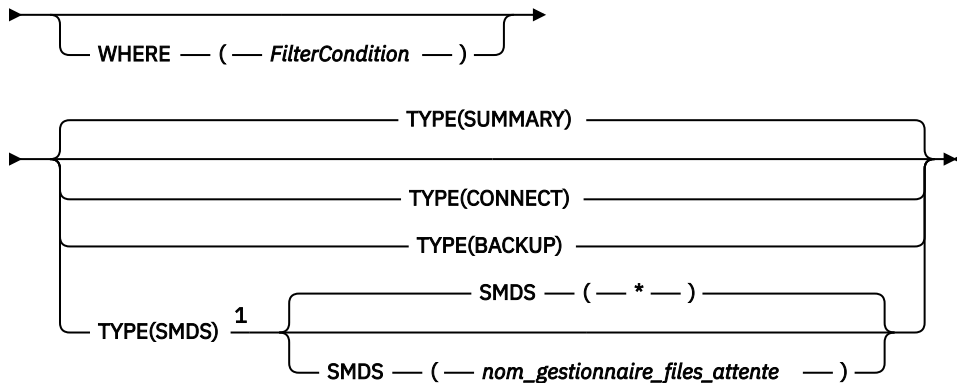 WHERE ( FilterCondition )
TYPE(SUMMARY)
TYPE(CONNECT)
TYPE(BACKUP)
SMDS ( * )
TYPE(SMDS) 1
SMDS ( nom_gestionnaire_files_attente )